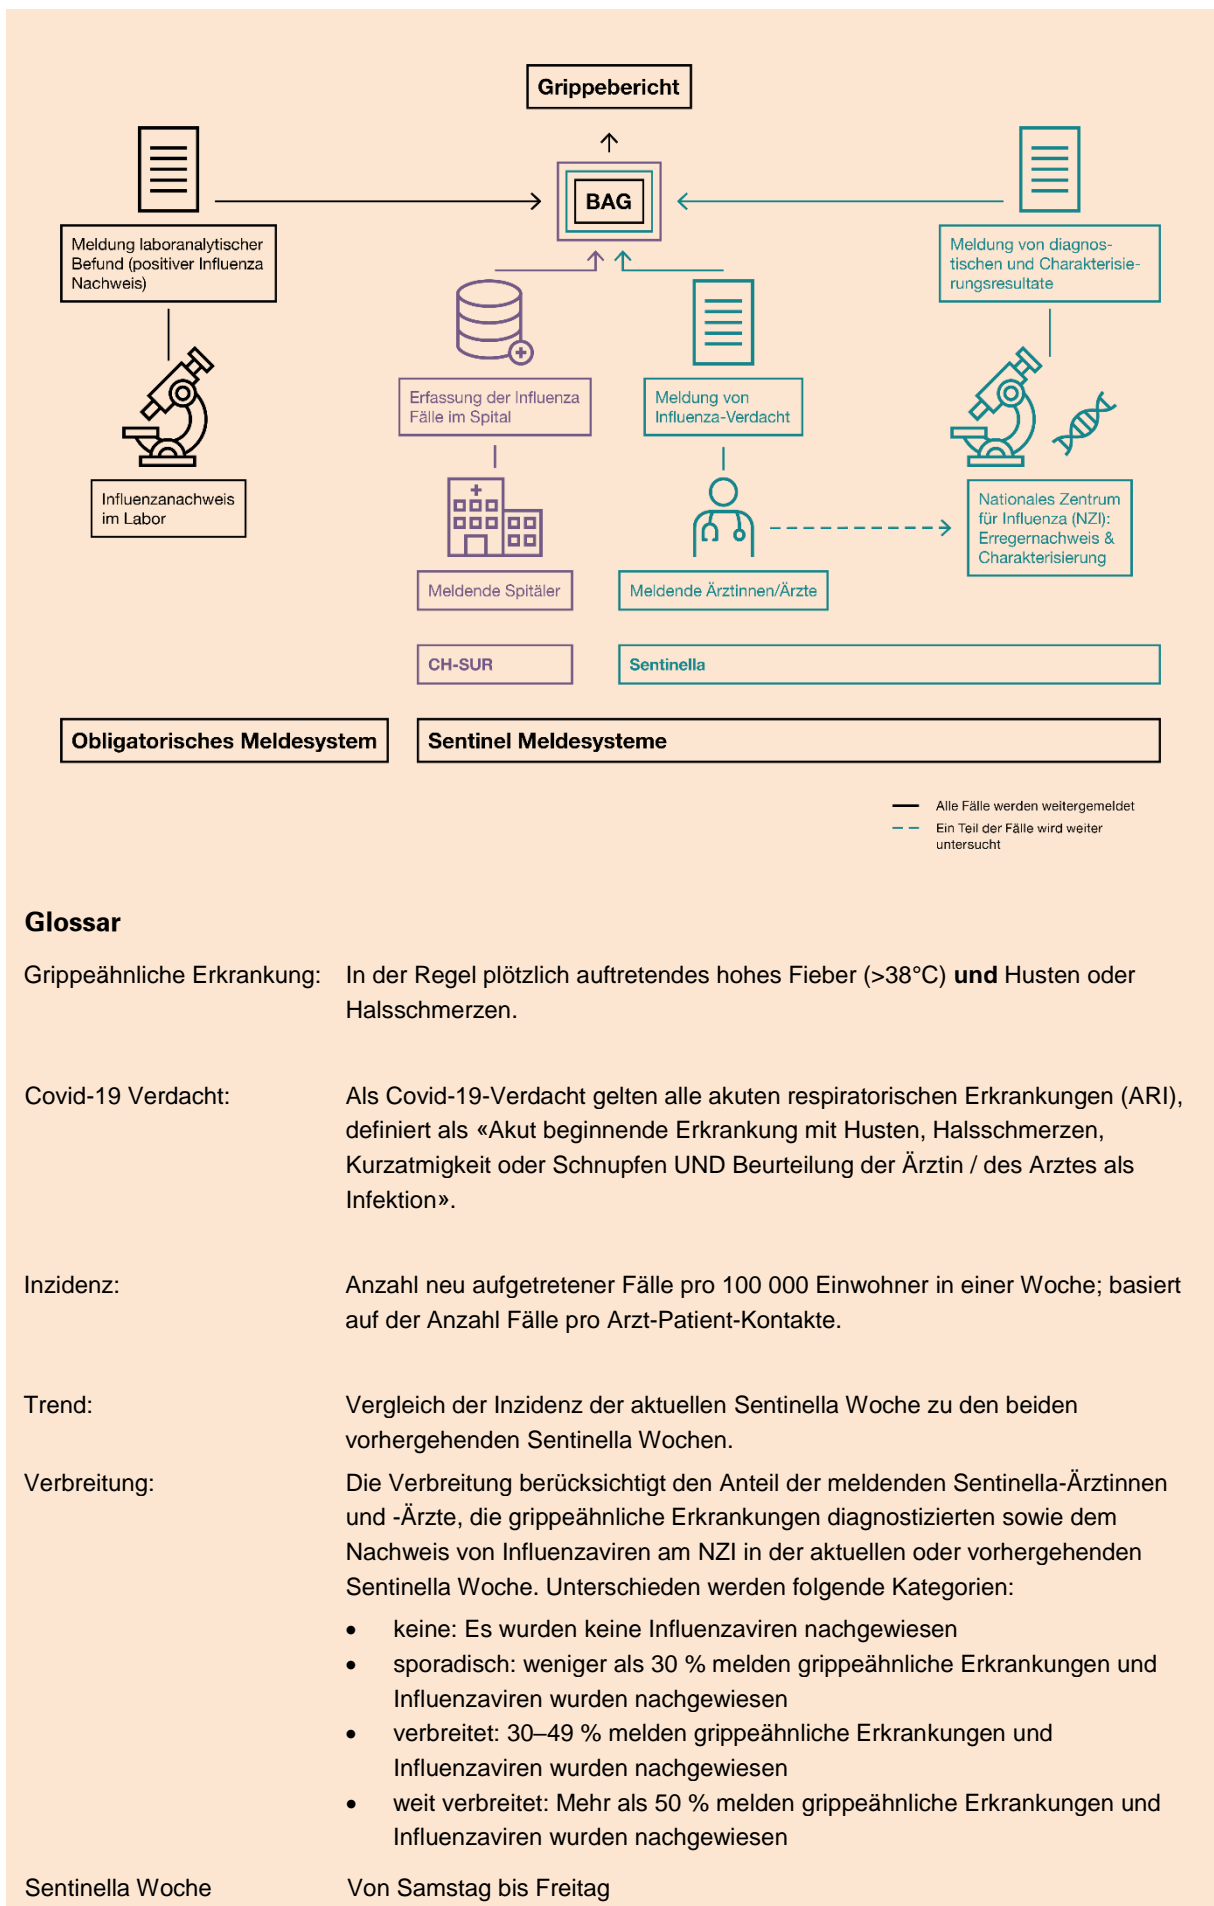 Grippebericht
BAG
Meldung laboranalytischer
Befund (positiver Influenza
Nachweis)
Meldung von diagnos-
tischen und Charakterisie-
rungsresultate
Erfassung der Influenza
Fälle im Spital
Meldung von
Influenza-Verdacht
Influenzanachweis
im Labor
Nationales Zentrum
für Influenza (NZI):
Erregernachweis &
Charakterisierung
Meldende Spitäler
Meldende Ärztinnen/Ärzte
CH-SUR
Sentinella
Obligatorisches Meldesystem
Sentinel Meldesysteme
Alle Fälle werden weitergemeldet
Ein Teil der Fälle wird weiter
untersucht
Glossar
Grippeähnliche Erkrankung: In der Regel plötzlich auftretendes hohes Fieber (>38°C) und Husten oder
Halsschmerzen.
Covid-19 Verdacht: Als Covid-19-Verdacht gelten alle akuten respiratorischen Erkrankungen (ARI),
definiert als «Akut beginnende Erkrankung mit Husten, Halsschmerzen,
Kurzatmigkeit oder Schnupfen UND Beurteilung der Ärztin / des Arztes als
Infektion».
Inzidenz: Anzahl neu aufgetretener Fälle pro 100 000 Einwohner in einer Woche; basiert
auf der Anzahl Fälle pro Arzt-Patient-Kontakte.
Trend: Vergleich der Inzidenz der aktuellen Sentinella Woche zu den beiden
vorhergehenden Sentinella Wochen.
Verbreitung: Die Verbreitung berücksichtigt den Anteil der meldenden Sentinella-Ärztinnen
und -Ärzte, die grippeähnliche Erkrankungen diagnostizierten sowie dem
Nachweis von Influenzaviren am NZI in der aktuellen oder vorhergehenden
Sentinella Woche. Unterschieden werden folgende Kategorien:
• keine: Es wurden keine Influenzaviren nachgewiesen
• sporadisch: weniger als 30 % melden grippeähnliche Erkrankungen und
Influenzaviren wurden nachgewiesen
• verbreitet: 30–49 % melden grippeähnliche Erkrankungen und
Influenzaviren wurden nachgewiesen
• weit verbreitet: Mehr als 50 % melden grippeähnliche Erkrankungen und
Influenzaviren wurden nachgewiesen
Sentinella Woche Von Samstag bis Freitag